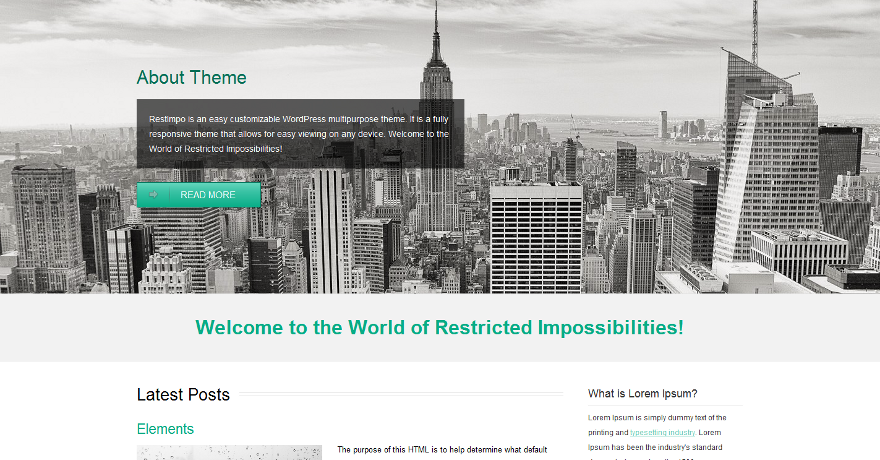 About Theme
RestImpo is an easy customizable WordPress multipurpose theme. It is a fully
responsive theme that allows for easy viewing on any device. Welcome to the
World of Restricted Impossibilities!
READ MORE
Welcome to the World of Restricted Impossibilities!
Latest Posts
Elements
The purpose of this HTML is to help determine what default
What is Lorem Ipsum?
Lorem Ipsum is simply dummy text of the
printing and typesetting industry. Lorem
Ipsum has been the industry's standard